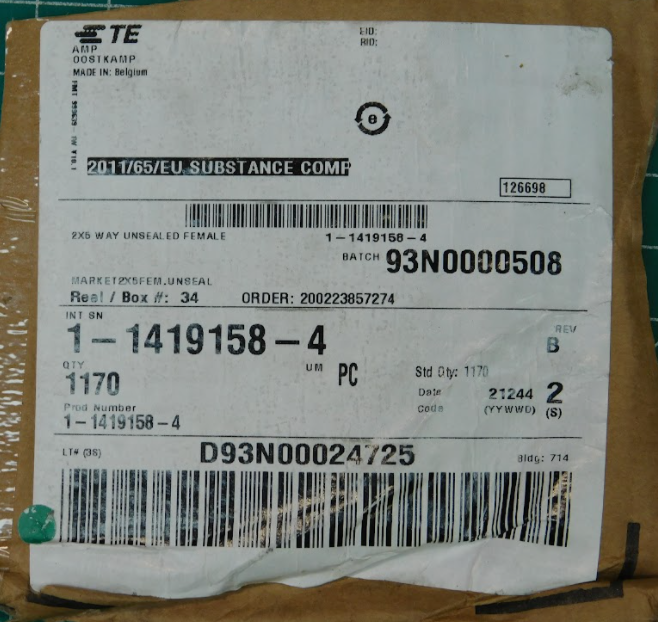 TE
EID:
RID:
AMP
OOSTKAMP
MADE IN: Belgium
e
2011/65/EU SUBSTANCE COMP
126698
2X5 WAY UNSEALED FEMALE
1-1419158-4
BATCH 93N0000508
MARKET2X5FEM.UNSEAL
Reel / Box #: 34 ORDER: 200223857274
INT SN
1-1419158-4
REV
B
QTY
1170
UM PC
Std Qty: 1170
Date 21244 2
Code (YYWWD) (S)
Prod Number
1-1419158-4
LT# (3S) D93N00024725 Bldg: 714